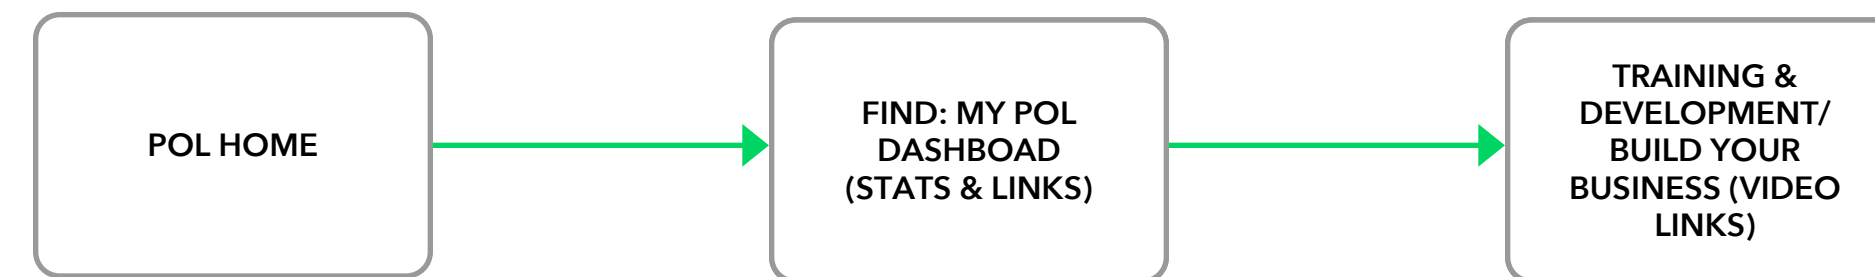 POL HOME
FIND: MY POL
DASHBOAD
(STATS & LINKS)
TRAINING &
DEVELOPMENT/
BUILD YOUR
BUSINESS (VIDEO
LINKS)